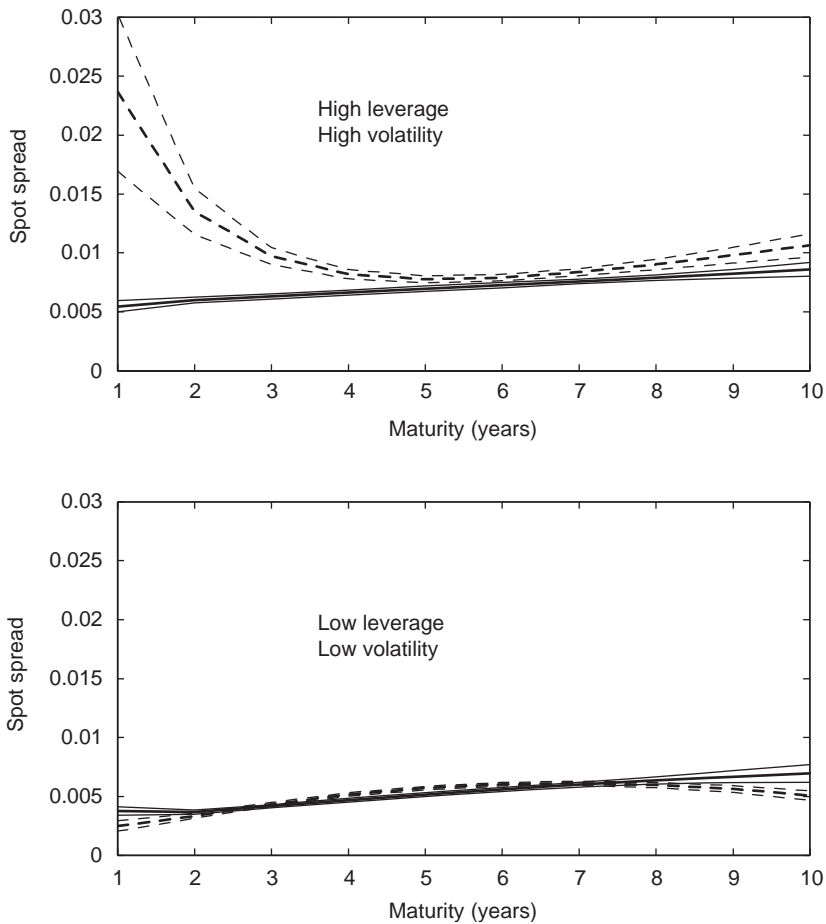 0.03
0.025
0.02
0.015
0.01
0.005
0
Spot spread
High leverage
High volatility
1 2 3 4 5 6 7 8 9 10
Maturity (years)
0.03
0.025
0.02
0.015
0.01
0.005
0
Spot spread
Low leverage
Low volatility
1 2 3 4 5 6 7 8 9 10
Maturity (years)